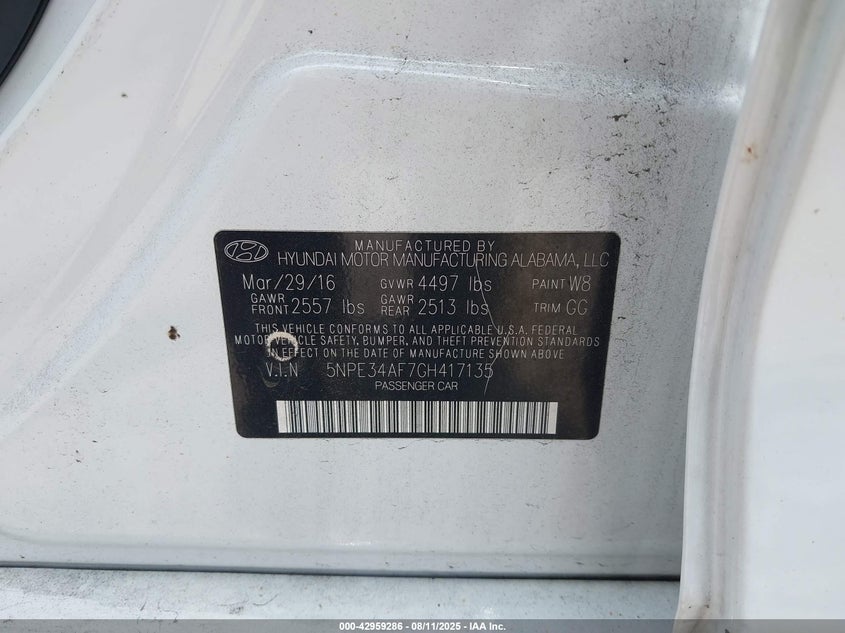 MANUFACTURED BY
HYUNDAI MOTOR MANUFACTURING ALABAMA, LLC
Mar/29/16 GVWR 4497 lbs PAINT W8
GAWR FRONT 2557 lbs GAWR REAR 2513 lbs TRIM GG
THIS VEHICLE CONFORMS TO ALL APPLICABLE U.S.A. FEDERAL
MOTOR VEHICLE SAFETY, BUMPER, AND THEFT PREVENTION STANDARDS
IN EFFECT ON THE DATE OF MANUFACTURE SHOWN ABOVE
V.I.N 5NPE34AF7GH417135
PASSENGER CAR
000-42959286 - 08/11/2025 - IAA Inc.